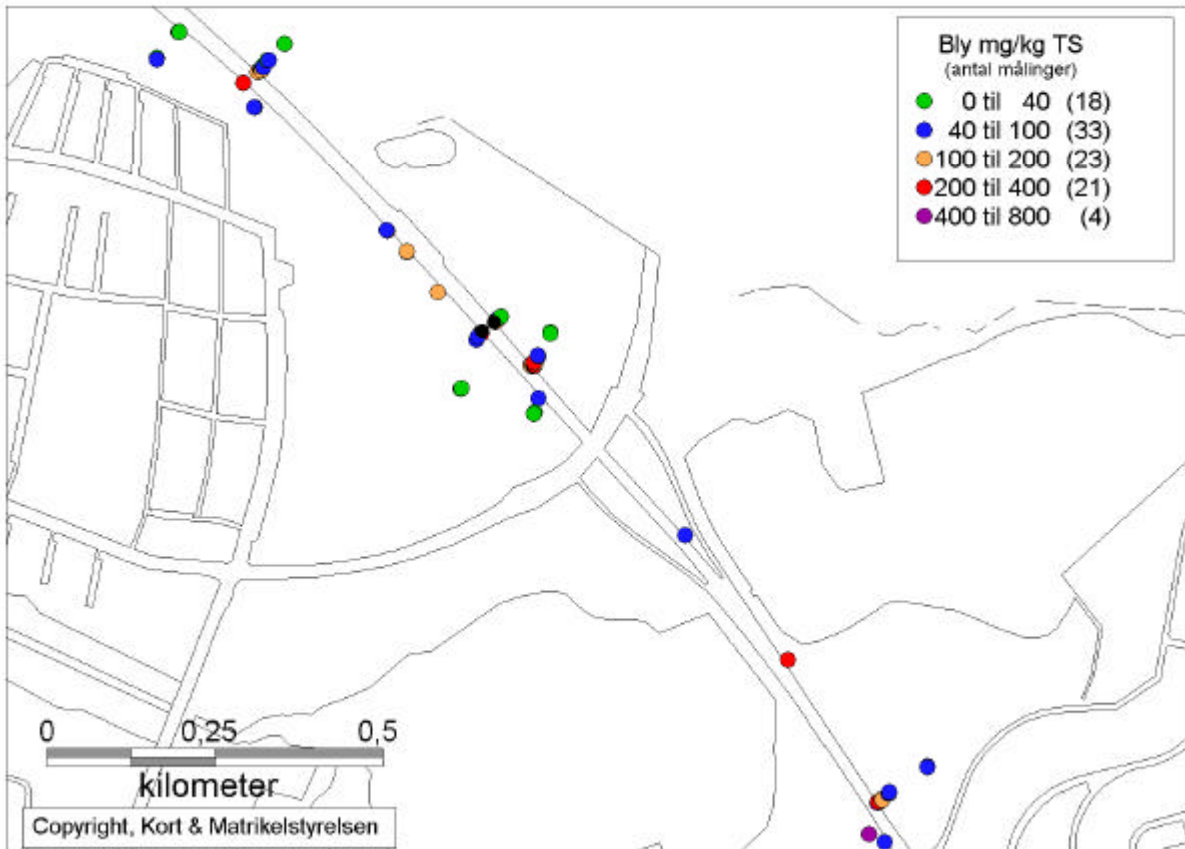 Bly mg/kg TS
(antal målinger)
0 til 40 (18)
40 til 100 (33)
100 til 200 (23)
200 til 400 (21)
400 til 800 (4)
0 0,25 0,5
kilometer
Copyright, Kort & Matrikelstyrelsen